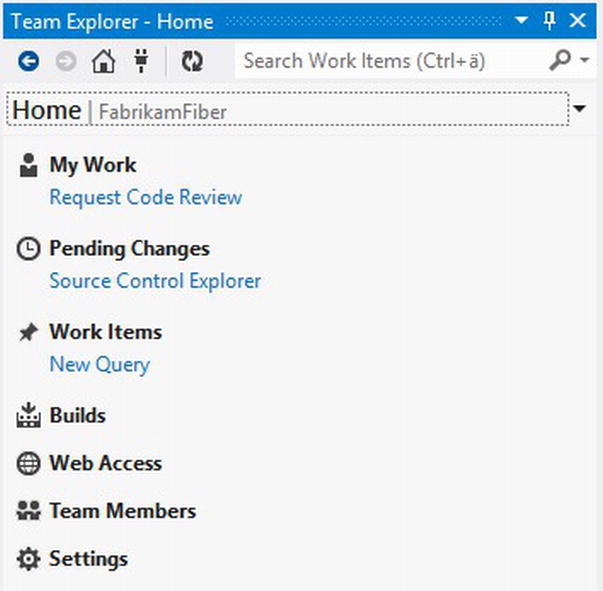 Team Explorer - Home
Search Work Items (Ctrl+ä)
Home | FabrikamFiber
My Work
Request Code Review
Pending Changes
Source Control Explorer
Work Items
New Query
Builds
Web Access
Team Members
Settings